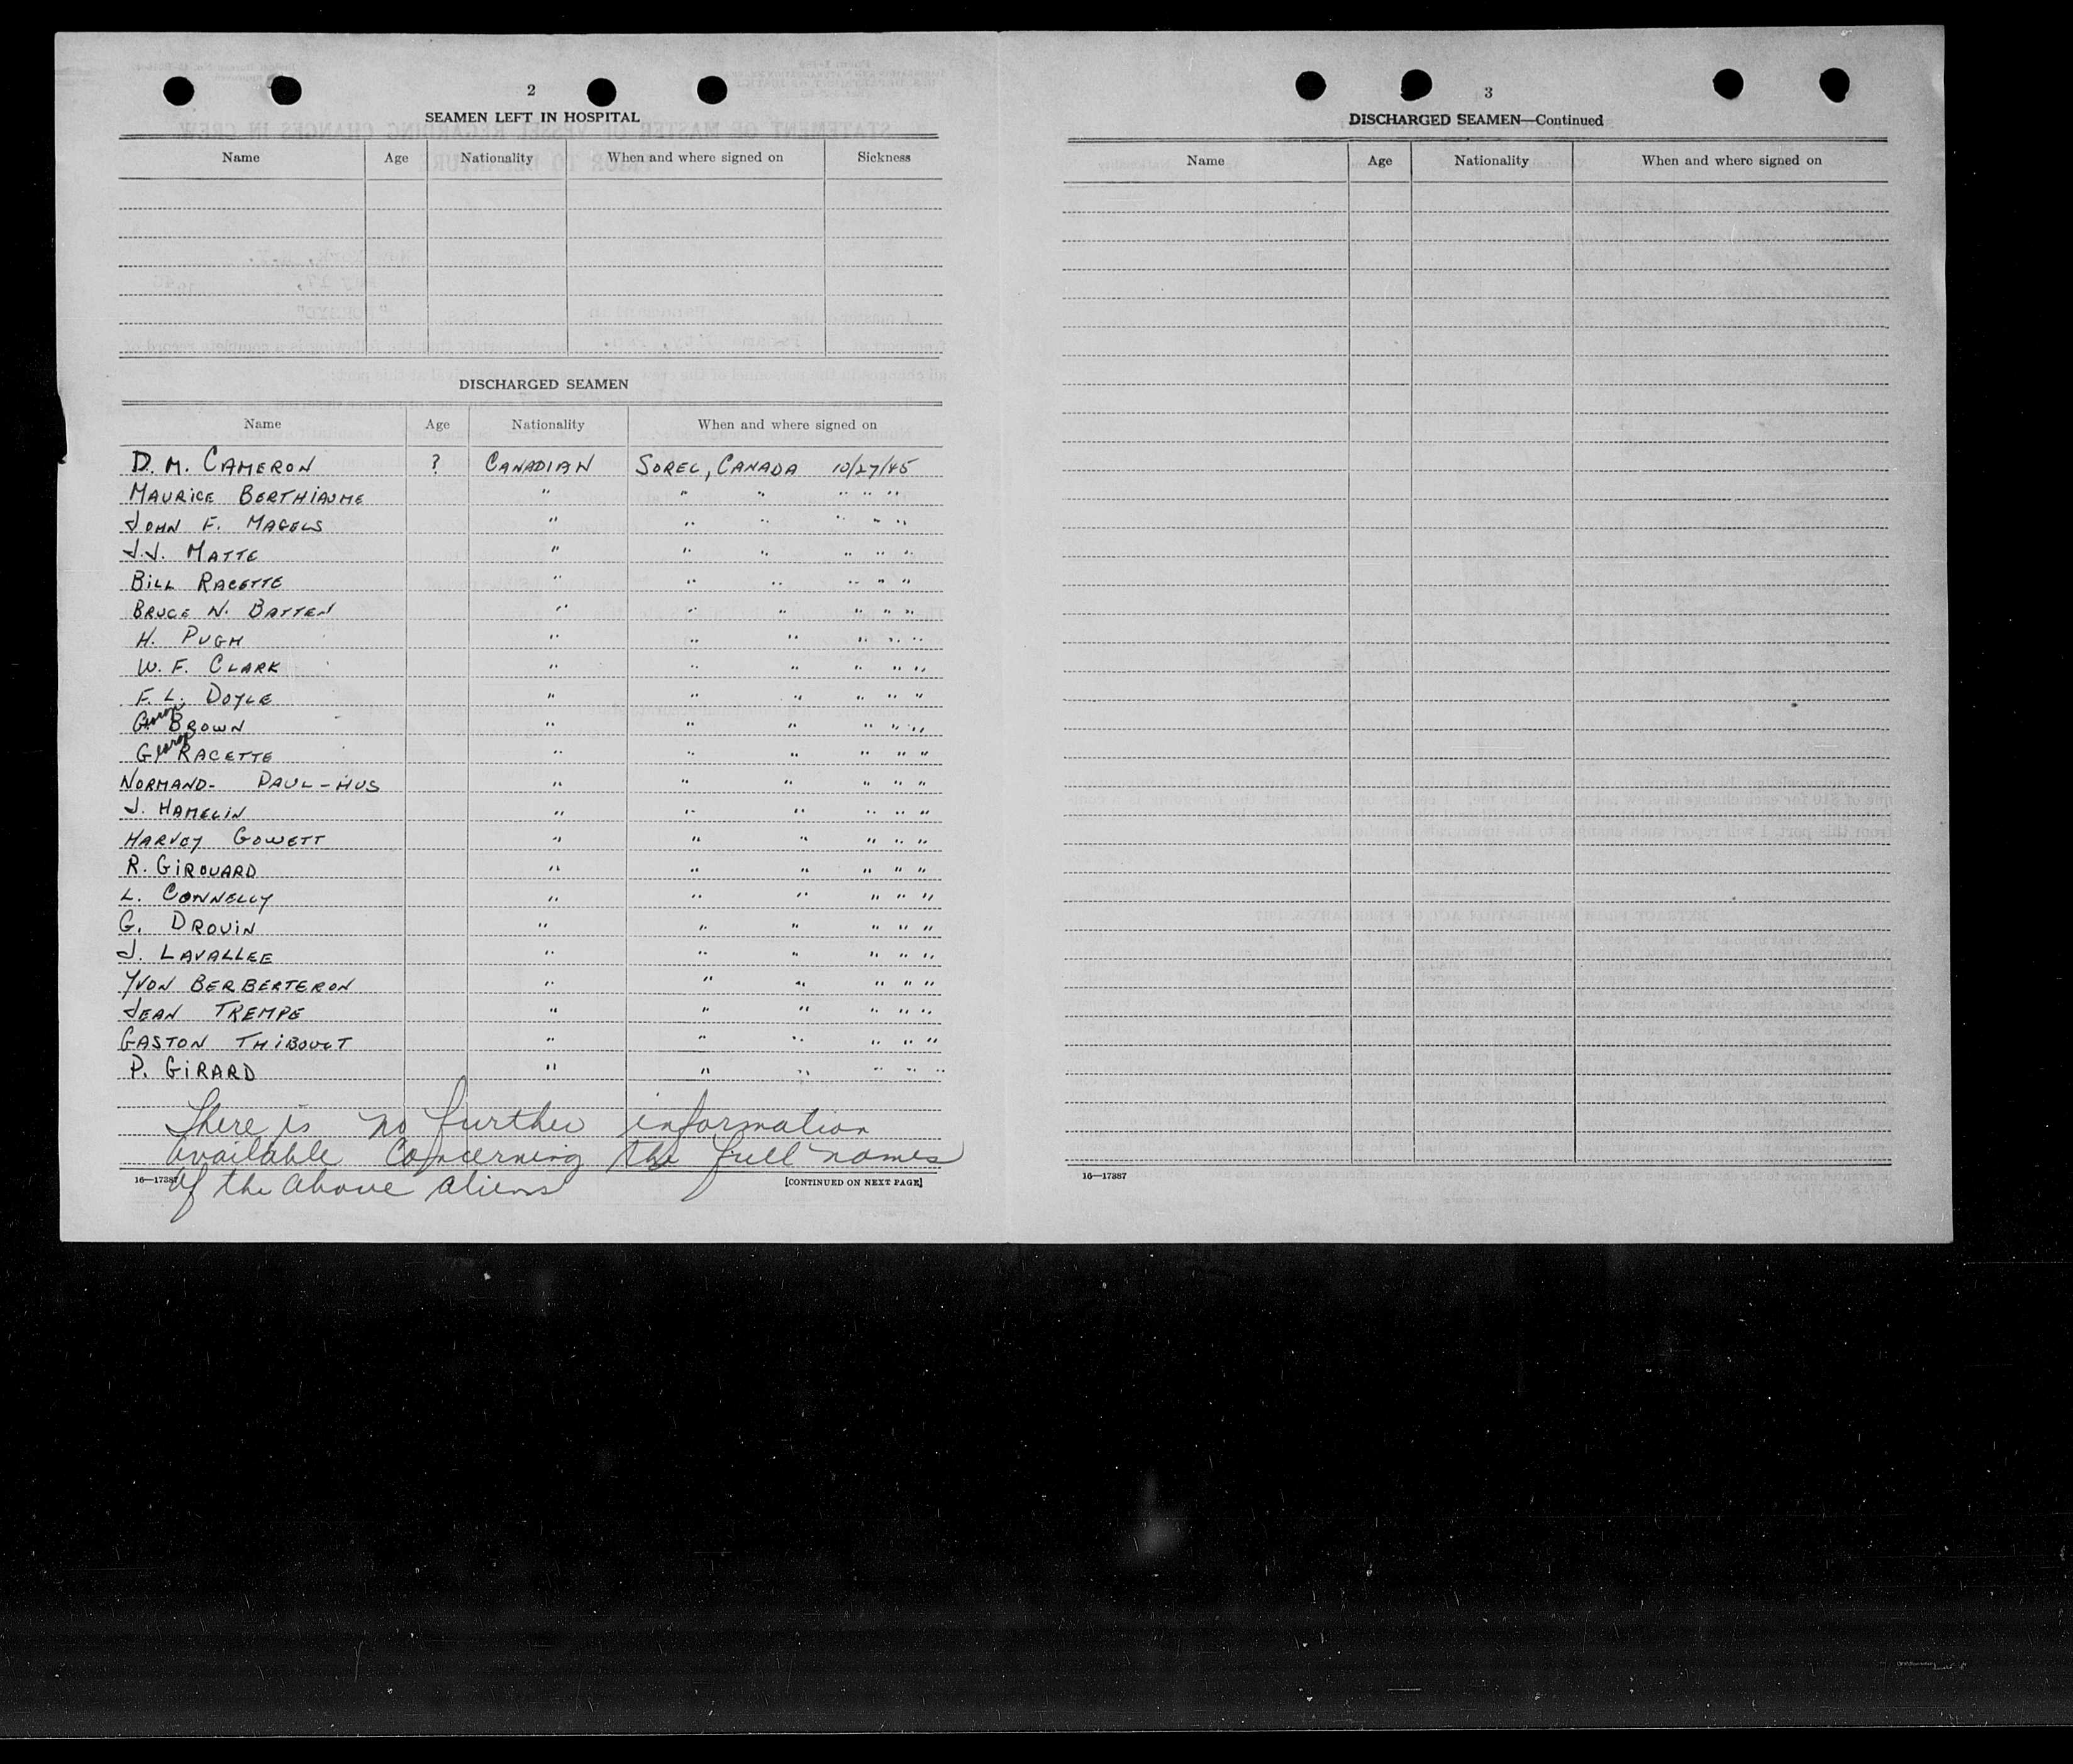 2
SEAMEN LEFT IN HOSPITAL
Name Age Nationality When and where signed on Sickness
DISCHARGED SEAMEN
Name Age Nationality When and where signed on
D. M. CAMERON ? CANADIAN SOREL, CANADA 10/27/45
MAURICE BERTHIAUME " " " " " "
JOHN F. MAGELS " " " " " "
J.J. MATTE " " " " " "
BILL RACETTE " " " " " "
BRUCE N. BATTEN " " " " " "
H. PUGH " " " " " "
W. F. CLARK " " " " " "
F. L. DOYLE " " " " " "
BROWN " " " " " "
RACETTE " " " " " "
NORMAND- PAUL-HUS " " " " " "
J. HAMELIN " " " " " "
HARVEY GOWETT " " " " " "
R. GIROUARD " " " " " "
L. CONNELLY " " " " " "
G. DROUIN " " " " " "
J. LAVALLEE " " " " " "
YVON BERBERTERON " " " " " "
JEAN TREMPE " " " " " "
GASTON THIBOULT " " " " " "
P. GIRARD " " " " " "
There is no further information
available concerning the full names
of the above aliens
16—17887 [CONTINUED ON NEXT PAGE]
3
DISCHARGED SEAMEN—Continued
Name Age Nationality When and where signed on
16—17887